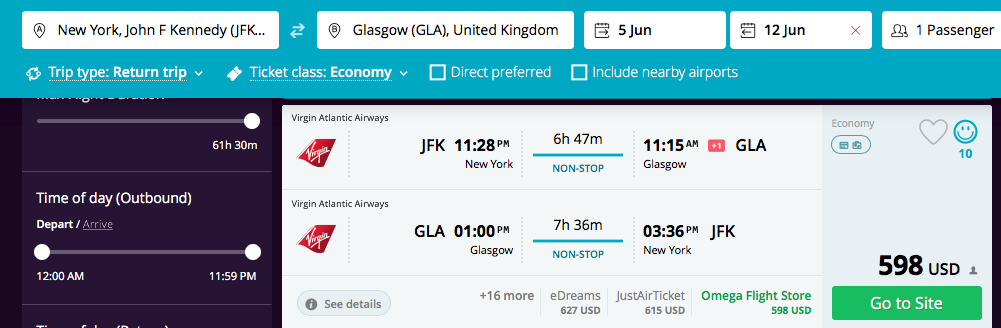 A New York, John F Kennedy (JFK...
B Glasgow (GLA), United Kingdom
5 Jun
12 Jun
1 Passenger
Trip type: Return trip
Ticket class: Economy
Direct preferred
Include nearby airports
Max Flight Duration
61h 30m
Time of day (Outbound)
Depart / Arrive
12:00 AM 11:59 PM
Virgin Atlantic Airways
Virgin
JFK 11:28 PM
New York
6h 47m
NON-STOP
11:15 AM +1 GLA
Glasgow
Virgin Atlantic Airways
Virgin
GLA 01:00 PM
Glasgow
7h 36m
NON-STOP
03:36 PM JFK
New York
See details
+16 more
eDreams
627 USD
JustAirTicket
615 USD
Omega Flight Store
598 USD
Economy
10
598 USD
Go to Site